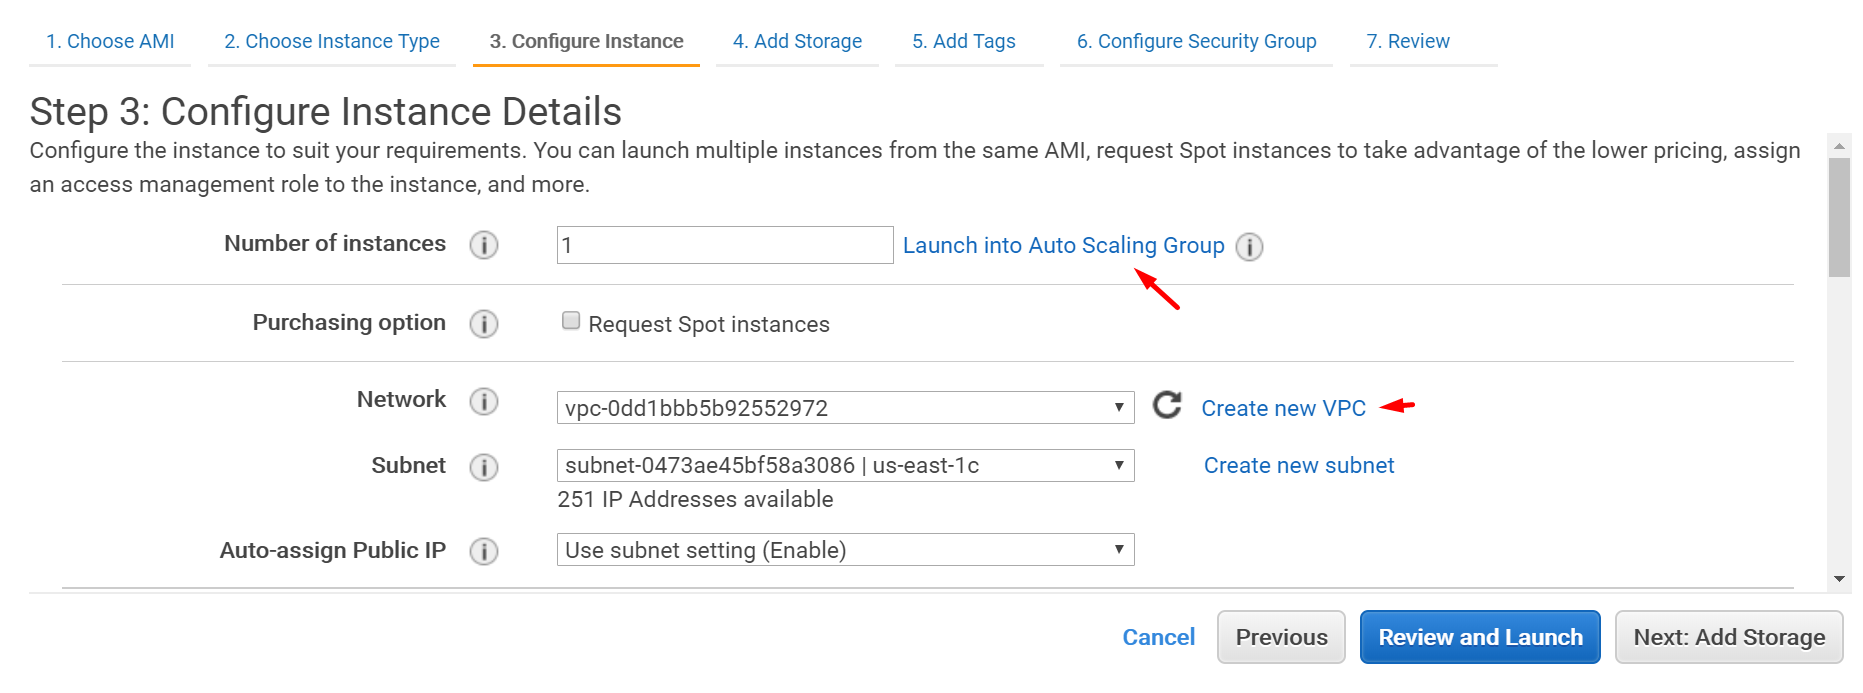 1. Choose AMI 2. Choose Instance Type 3. Configure Instance 4. Add Storage 5. Add Tags 6. Configure Security Group 7. Review
Step 3: Configure Instance Details
Configure the instance to suit your requirements. You can launch multiple instances from the same AMI, request Spot instances to take advantage of the lower pricing, assign
an access management role to the instance, and more.
Number of instances i 1 Launch into Auto Scaling Group i
Purchasing option i Request Spot instances
Network i vpc-0dd1bbb5b92552972 Create new VPC
Subnet i subnet-0473ae45bf58a3086 | us-east-1c Create new subnet
251 IP Addresses available
Auto-assign Public IP i Use subnet setting (Enable)
Cancel Previous Review and Launch Next: Add Storage